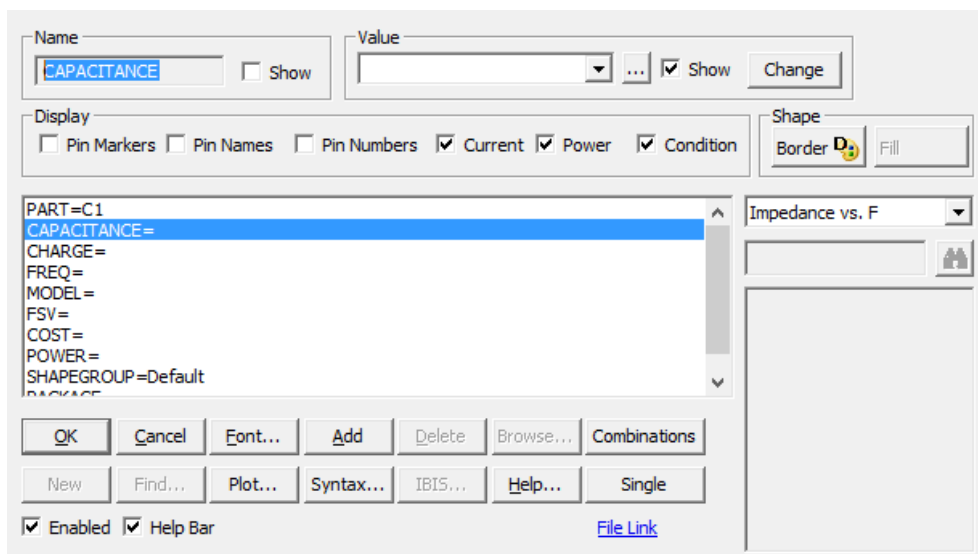 Name
Value
CAPACITANCE
Show
...
Show
Change
Display
Shape
Pin Markers
Pin Names
Pin Numbers
Current
Power
Condition
Border
Fill
PART=C1
CAPACITANCE=
CHARGE=
FREQ=
MODEL=
FSV=
COST=
POWER=
SHAPEGROUP=Default
Impedance vs. F
OK
Cancel
Font...
Add
Delete
Browse...
Combinations
New
Find...
Plot...
Syntax...
IBIS...
Help...
Single
Enabled
Help Bar
File Link